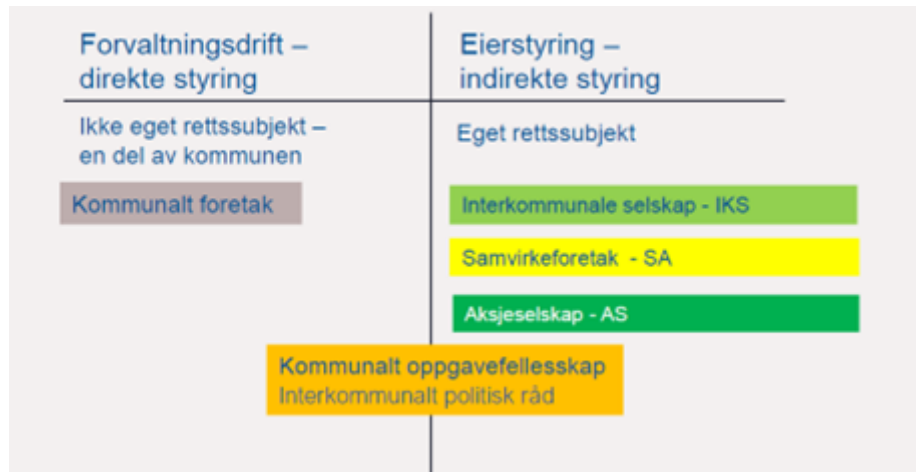 Forvaltningsdrift –
direkte styring
Eierstyring –
indirekte styring
Ikke eget rettssubjekt –
en del av kommunen
Eget rettssubjekt
Kommunalt foretak
Interkommunale selskap - IKS
Samvirkeforetak - SA
Aksjeselskap - AS
Kommunalt oppgavefellesskap
Interkommunalt politisk råd